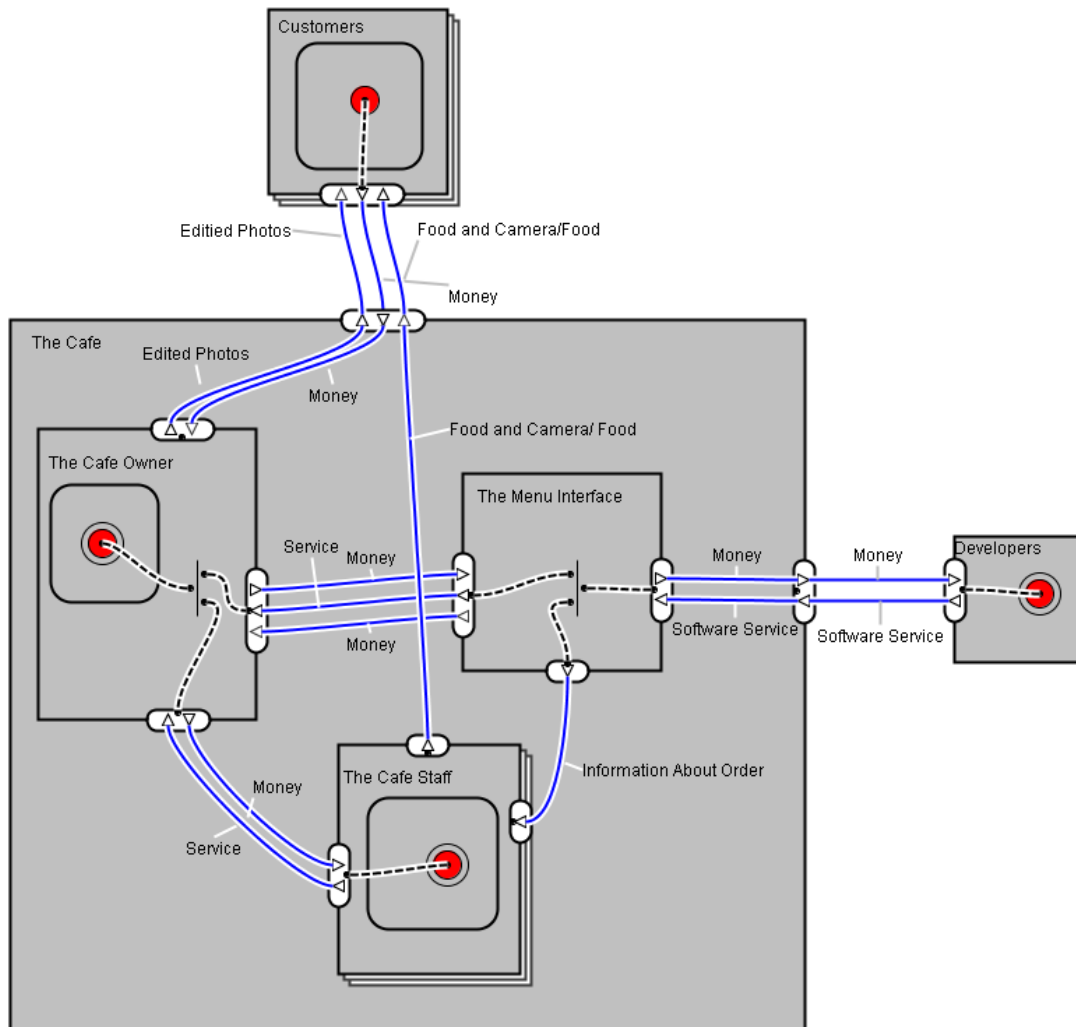 Customers
Editied Photos
Food and Camera/Food
Money
The Cafe
Edited Photos
Money
Food and Camera/ Food
The Cafe Owner
The Menu Interface
Service
Money
Money
Money
Developers
Money
Software Service
Software Service
The Cafe Staff
Information About Order
Money
Service